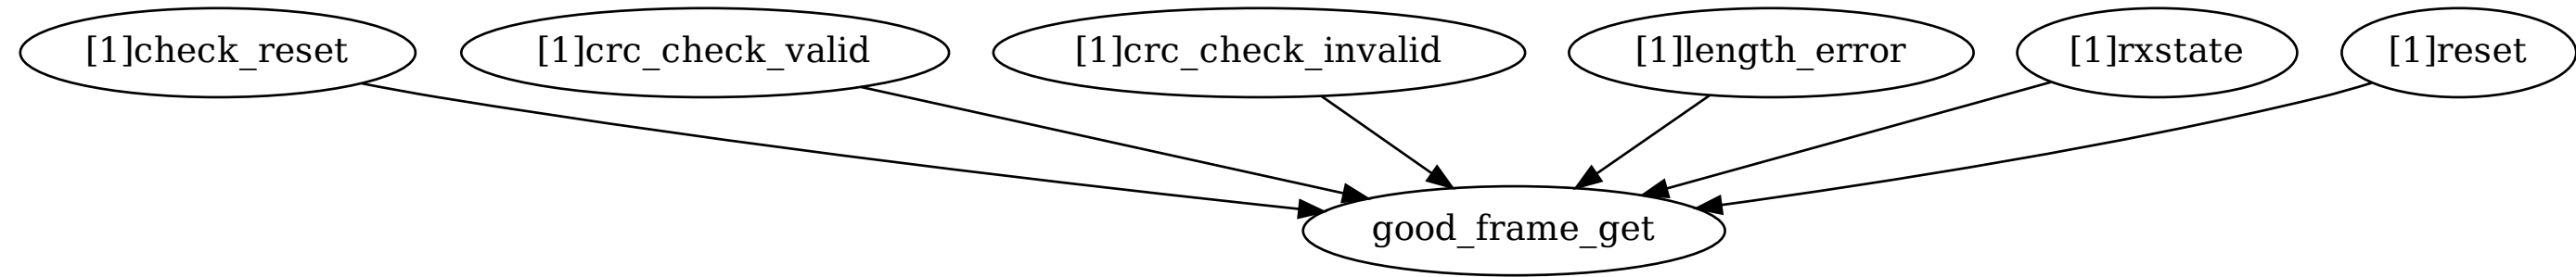 [1]check_reset
[1]crc_check_valid
[1]crc_check_invalid
[1]length_error
[1]rxstate
[1]reset
good_frame_get